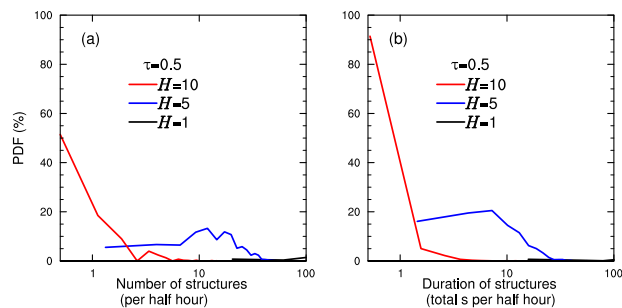 100
80
60
40
20
0
PDF (%)
(a)
τ=0.5
H=10
H=5
H=1
1
10
100
Number of structures
(per half hour)
100
80
60
40
20
0
(b)
τ=0.5
H=10
H=5
H=1
1
10
100
Duration of structures
(total s per half hour)